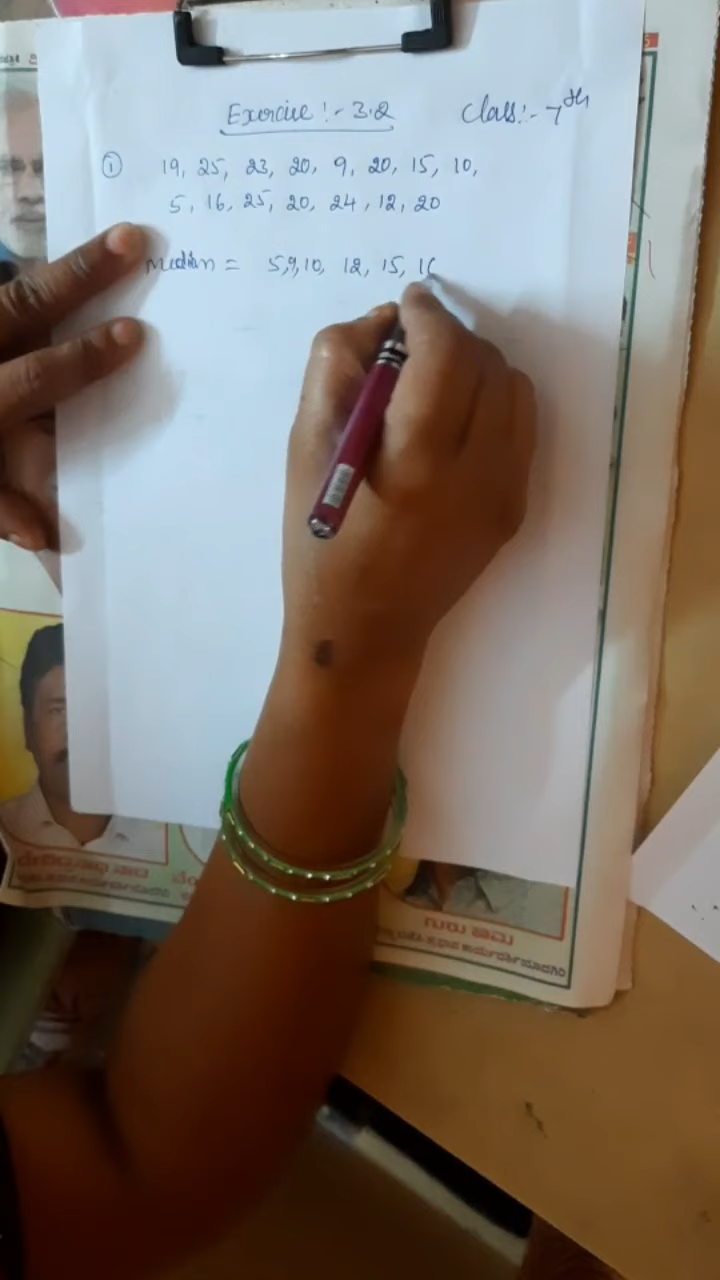 Exercise :- 3.2 Class :- 7th
① 19, 25, 23, 20, 9, 20, 15, 10,
5, 16, 25, 20, 24, 12, 20
Median = 5, 9, 10, 12, 15, 16
ಗುರು ಕಾಮ